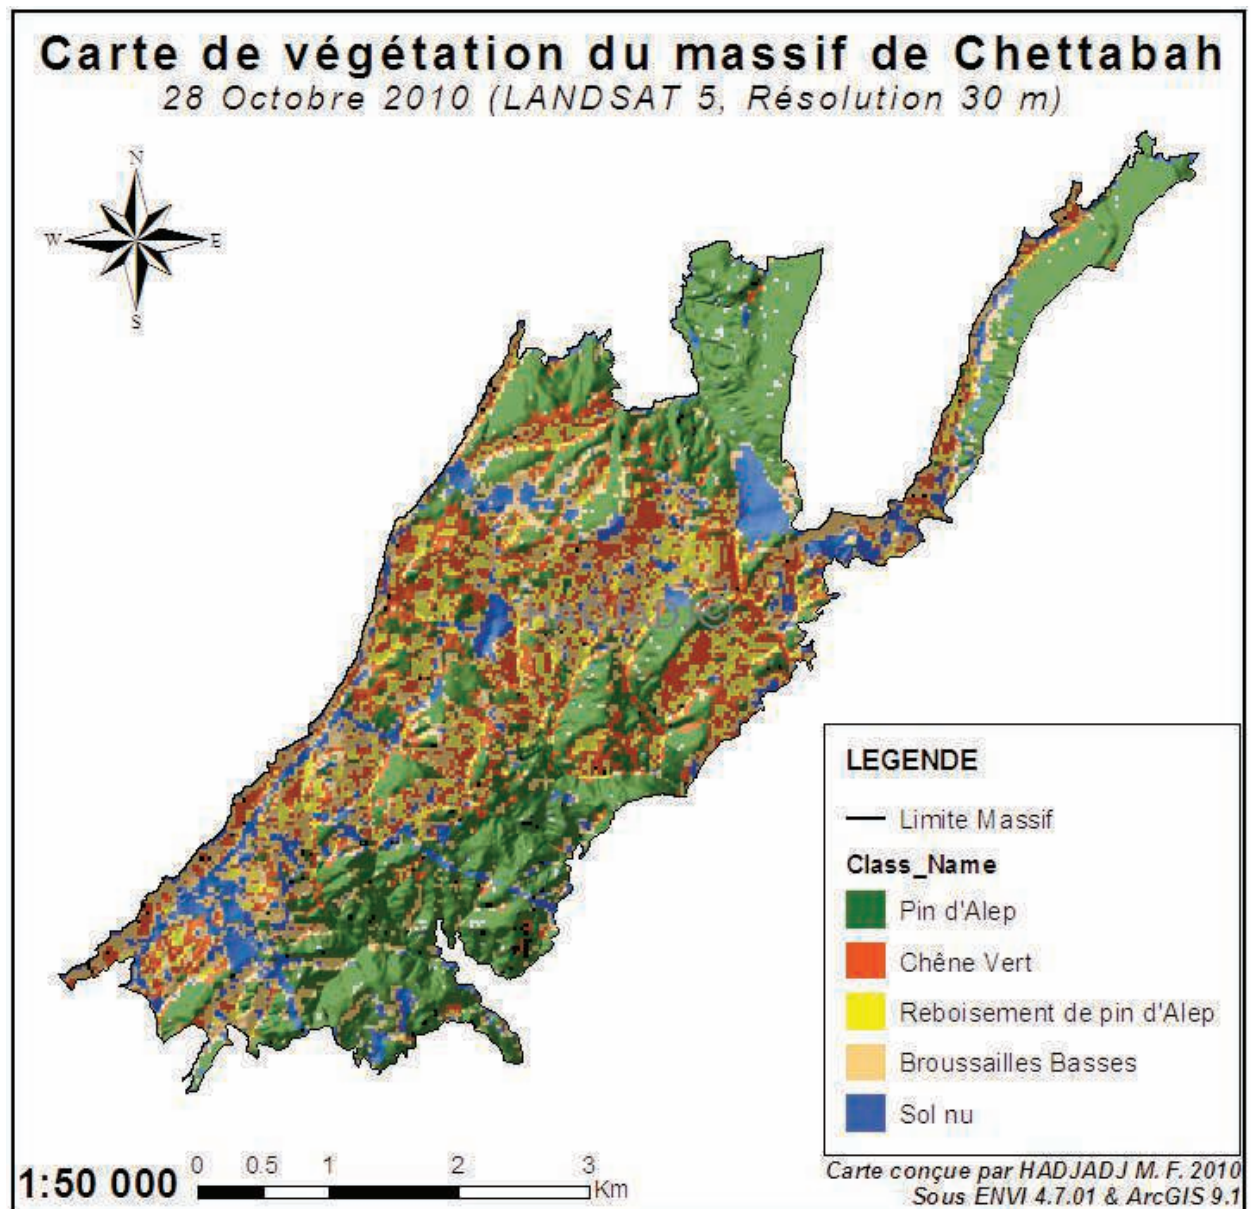 Carte de végétation du massif de Chettabah
28 Octobre 2010 (LANDSAT 5, Résolution 30 m)
N
W
E
S
HADJADJ ©
LEGENDE
Limite Massif
Class_Name
Pin d'Alep
Chêne Vert
Reboisement de pin d'Alep
Broussailles Basses
Sol nu
1:50 000
0 0.5 1 2 3
Km
Carte conçue par HADJADJ M. F. 2010
Sous ENVI 4.7.01 & ArcGIS 9.1